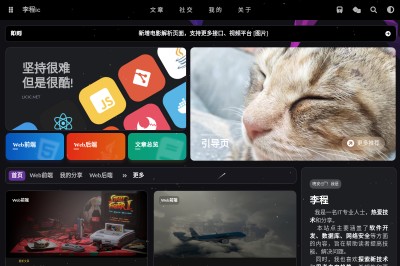 李程lc
文章 社交 我的 关于
新增电影解析页面，支持更多接口、视频平台 [图片]
坚持很难
但是很酷!
Web前端
Web后端
文章总览
引导页
更多推荐
首页 Web前端 我的分享 Web后端 更多
Web前端
Web后端
李程
我是一名IT专业人士，热爱技术和分享。
本站点主要涵盖了软件开发、数据库、网络安全等方面的内容，旨在帮助读者提高技能、解决问题。
同时，我也喜欢探索新技术